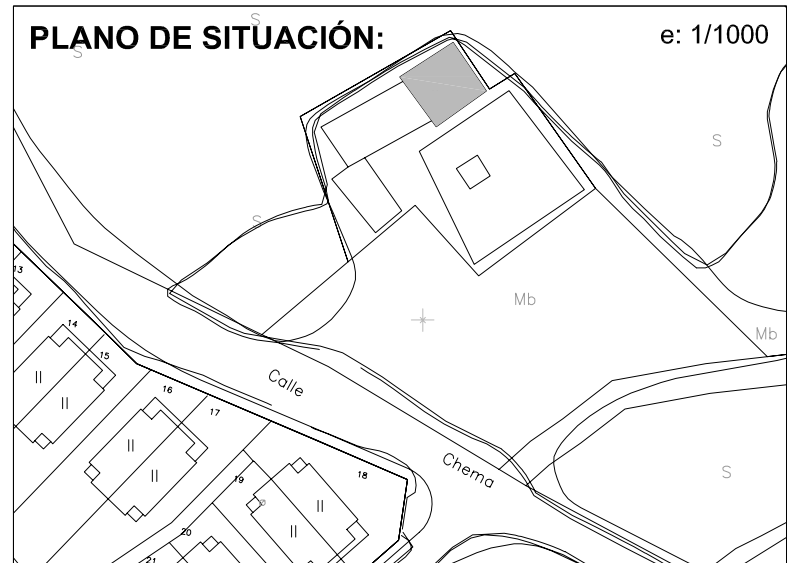 PLANO DE SITUACIÓN:
e: 1/1000
S
S
S
S
Mb
Mb
13
14
15
16
17
18
19
20
21
II
II
II
II
II
II
Calle
Chema
S